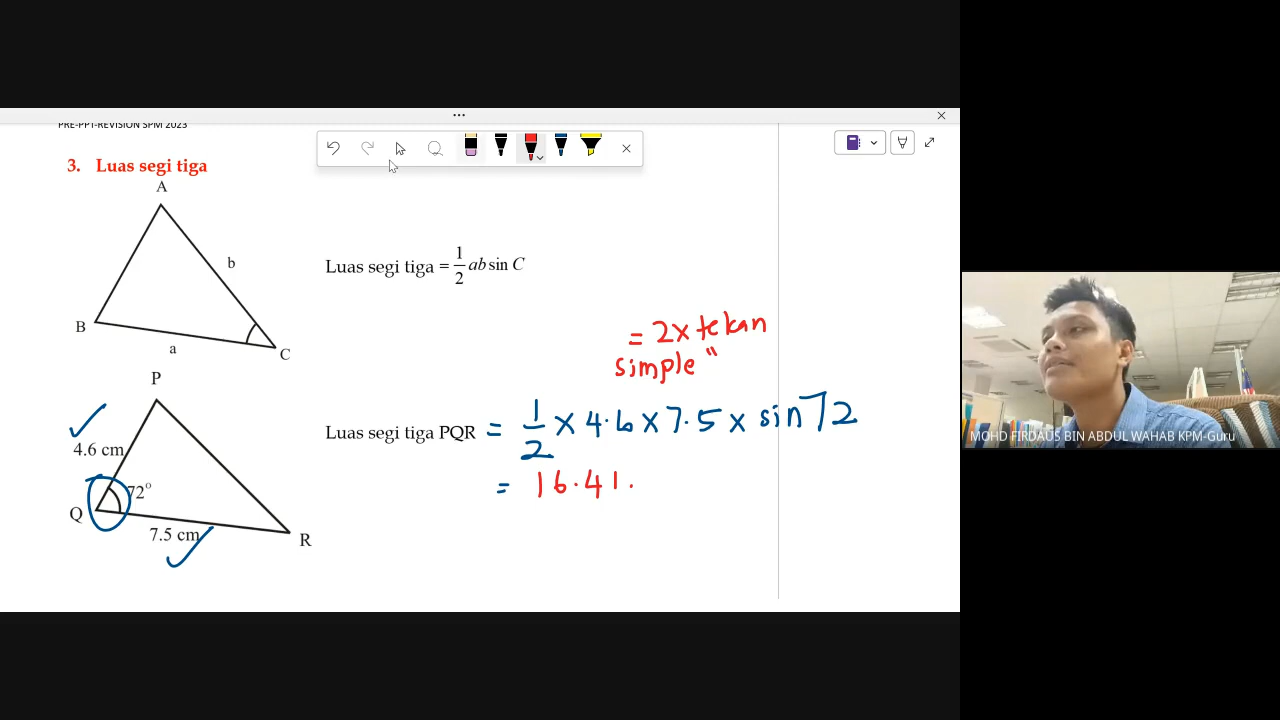 PRE-PPT-REVISION SPM 2023
3. Luas segi tiga
A
b
B
a
C
Luas segi tiga = 1/2 ab sin C
= 2x tekan
simple"
P
4.6 cm
72°
Q
7.5 cm
R
Luas segi tiga PQR = 1/2 x 4.6 x 7.5 x sin 72
= 16.41.
MOHD FIRDAUS BIN ABDUL WAHAB KPM-Guru